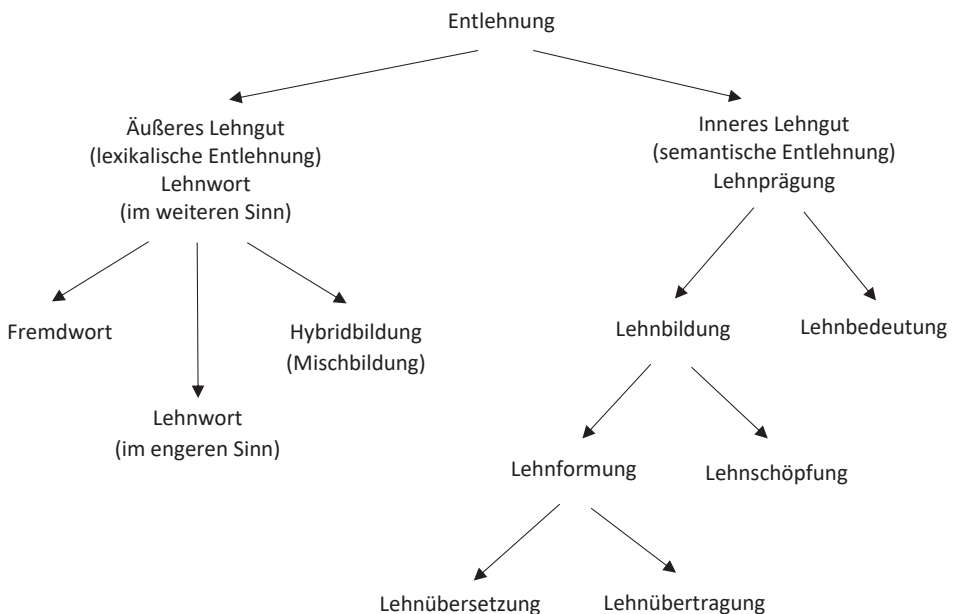 Entlehnung
Äußeres Lehngut
(lexikalische Entlehnung)
Lehnwort
(im weiteren Sinn)
Inneres Lehngut
(semantische Entlehnung)
Lehnprägung
Fremdwort
Hybridbildung
(Mischbildung)
Lehnbildung
Lehnbedeutung
Lehnwort
(im engeren Sinn)
Lehnformung
Lehnschöpfung
Lehnübersetzung
Lehnübertragung